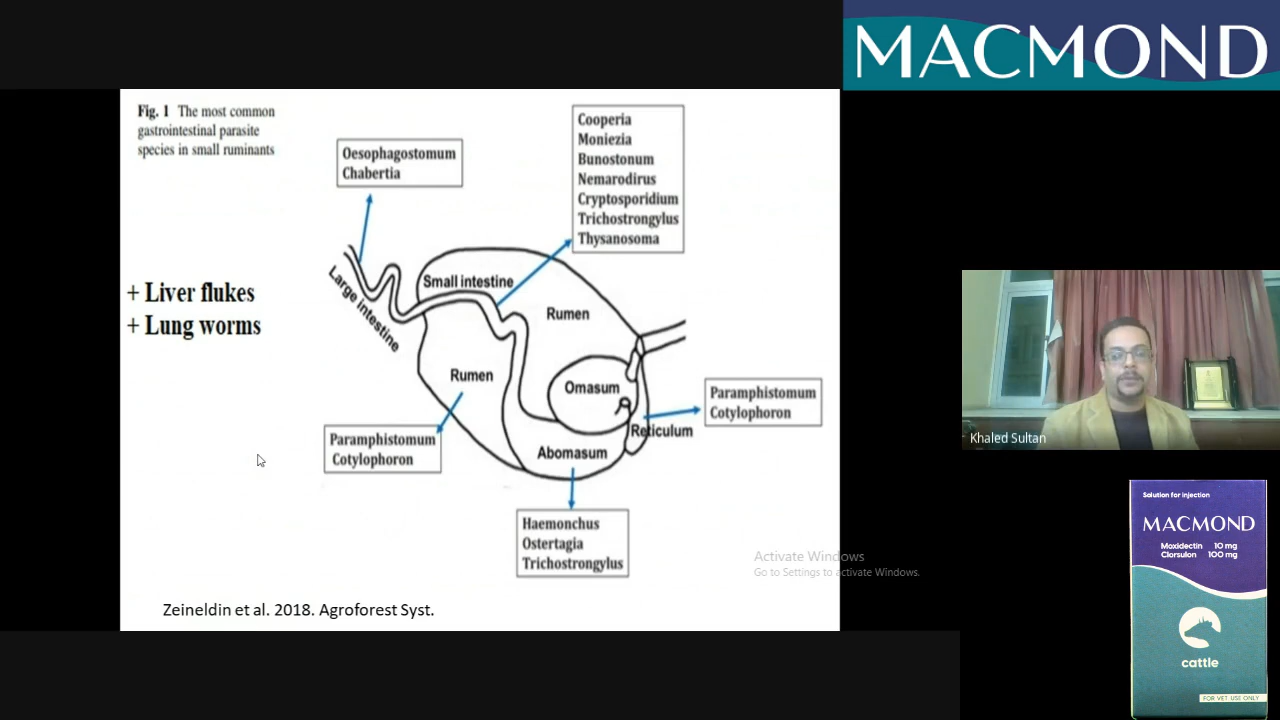 MACMOND
Fig. 1 The most common
gastrointestinal parasite
species in small ruminants
Oesophagostomum
Chabertia
Cooperia
Moniezia
Bunostonum
Nemarodirus
Cryptosporidium
Trichostrongylus
Thysanosoma
+ Liver flukes
+ Lung worms
Large intestine
Small intestine
Rumen
Rumen
Omasum
Reticulum
Abomasum
Paramphistomum
Cotylophoron
Paramphistomum
Cotylophoron
Haemonchus
Ostertagia
Trichostrongylus
Zeineldin et al. 2018. Agroforest Syst.
Activate Windows
Go to Settings to activate Windows.
Khaled Sultan
Solution for injection
MACMOND
Moxidectin 10 mg
Clorsulon 100 mg
cattle
FOR VET. USE ONLY